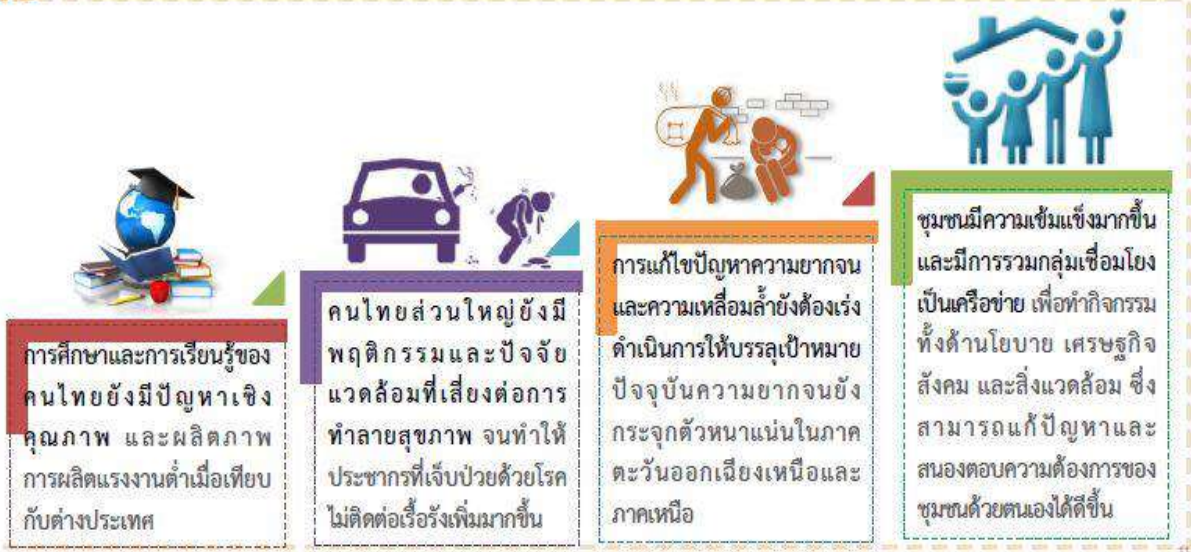 การศึกษาและการเรียนรู้ของ
คนไทยยังมีปัญหาเชิง
คุณภาพ และผลิตภาพ
การผลิตแรงงานต่ำเมื่อเทียบ
กับต่างประเทศ
คนไทยส่วนใหญ่ยังมี
พฤติกรรมและปัจจัย
แวดล้อมที่เสี่ยงต่อการ
ทำลายสุขภาพ จนทำให้
ประชากรที่เจ็บป่วยด้วยโรค
ไม่ติดต่อเรื้อรังเพิ่มมากขึ้น
การแก้ไขปัญหาความยากจน
และความเหลื่อมล้ำยังต้องเร่ง
ดำเนินการให้บรรลุเป้าหมาย
ปัจจุบันความยากจนยัง
กระจุกตัวหนาแน่นในภาค
ตะวันออกเฉียงเหนือและ
ภาคเหนือ
ชุมชนมีความเข้มแข็งมากขึ้น
และมีการรวมกลุ่มเชื่อมโยง
เป็นเครือข่าย เพื่อทำกิจกรรม
ทั้งด้านนโยบาย เศรษฐกิจ
สังคม และสิ่งแวดล้อม ซึ่ง
สามารถแก้ปัญหาและ
สนองตอบความต้องการของ
ชุมชนด้วยตนเองได้ดีขึ้น